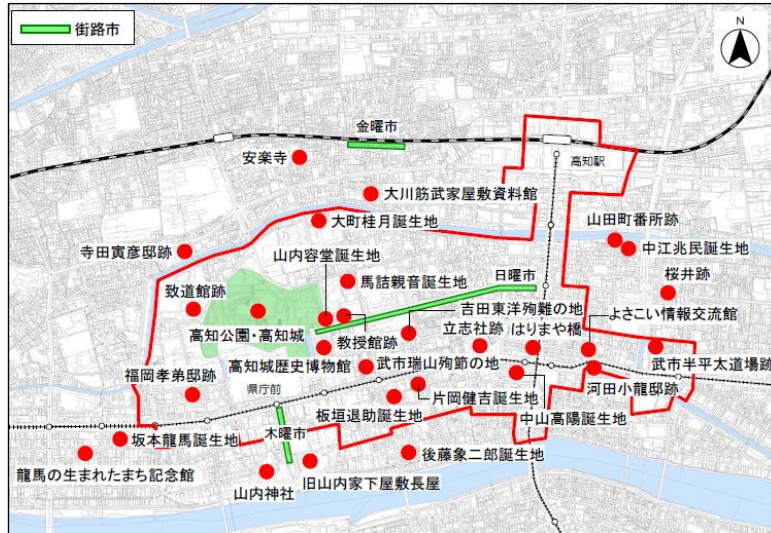 街路市
N
金曜市
安楽寺
高知駅
大川筋武家屋敷資料館
大町桂月誕生地
山田町番所跡
中江兆民誕生地
寺田寅彦邸跡
山内容堂誕生地
馬詰親音誕生地
日曜市
桜井跡
致道館跡
吉田東洋殉難の地
よさこい情報交流館
高知公園・高知城
教授館跡
立志社跡
はりまや橋
高知城歴史博物館
武市瑞山殉節の地
武市半平太道場跡
福岡孝弟邸跡
県庁前
片岡健吉誕生地
河田小龍邸跡
板垣退助誕生地
中山高陽誕生地
木曜市
坂本龍馬誕生地
後藤象二郎誕生地
龍馬の生まれたまち記念館
山内神社
旧山内家下屋敷長屋